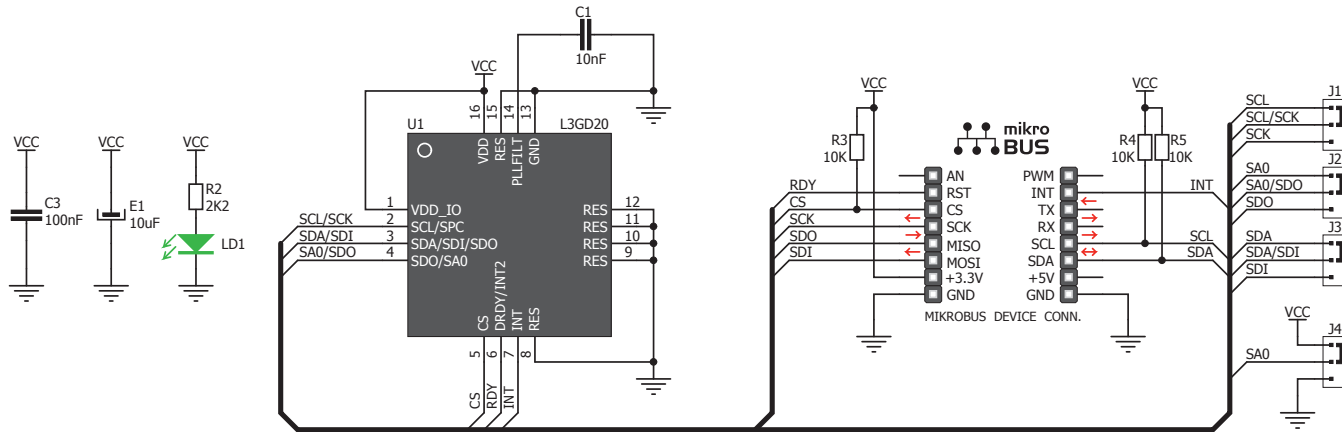 VCC
C3
100nF
VCC
E1
10uF
VCC
R2
2K2
LD1
C1
10nF
VCC
U1
L3GD20
16
15
14
13
VDD
RES
PLLFILT
GND
1
VDD_IO
SCL/SCK
2
SCL/SPC
SDA/SDI
3
SDA/SDI/SDO
SA0/SDO
4
SDO/SA0
RES
12
RES
11
RES
10
RES
9
CS
DRDY/INT2
INT
RES
5
6
7
8
CS
RDY
INT
VCC
R3
10K
mikro
BUS
VCC
R4
10K
R5
10K
RDY
CS
SCK
SDO
SDI
AN
RST
CS
SCK
MISO
MOSI
+3.3V
GND
PWM
INT
TX
RX
SCL
SDA
+5V
GND
INT
SCL
SDA
MIKROBUS DEVICE CONN.
J1
SCL
SCL/SCK
SCK
J2
SA0
SA0/SDO
SDO
J3
SDA
SDA/SDI
SDI
VCC
J4
SA0